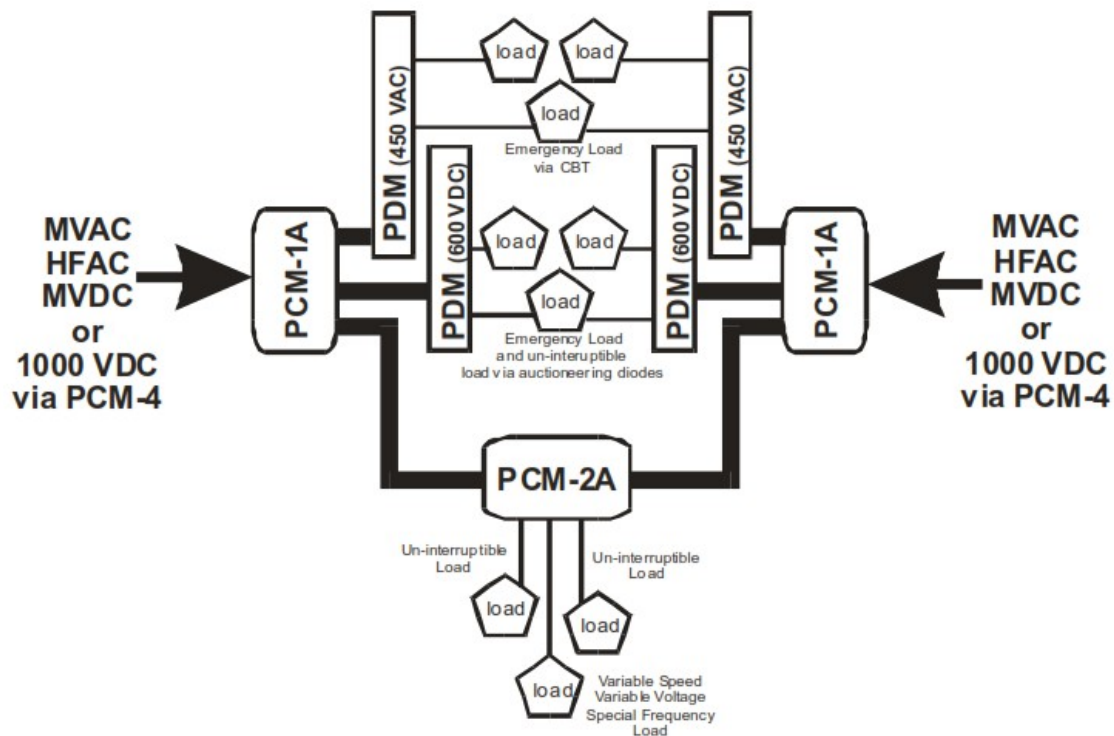 load
load
PDM (450 VAC)
PDM (450 VAC)
load
Emergency Load
via CBT
PDM (600 VDC)
PDM (600 VDC)
MVAC
HFAC
MVDC
or
1000 VDC
via PCM-4
PCM-1A
load
load
load
PCM-1A
MVAC
HFAC
MVDC
or
1000 VDC
via PCM-4
Emergency Load
and un-interuptible
load via auctioneering diodes
PCM-2A
Un-interruptible
Load
load
Un-interruptible
Load
load
load
Variable Speed
Variable Voltage
Special Frequency
Load